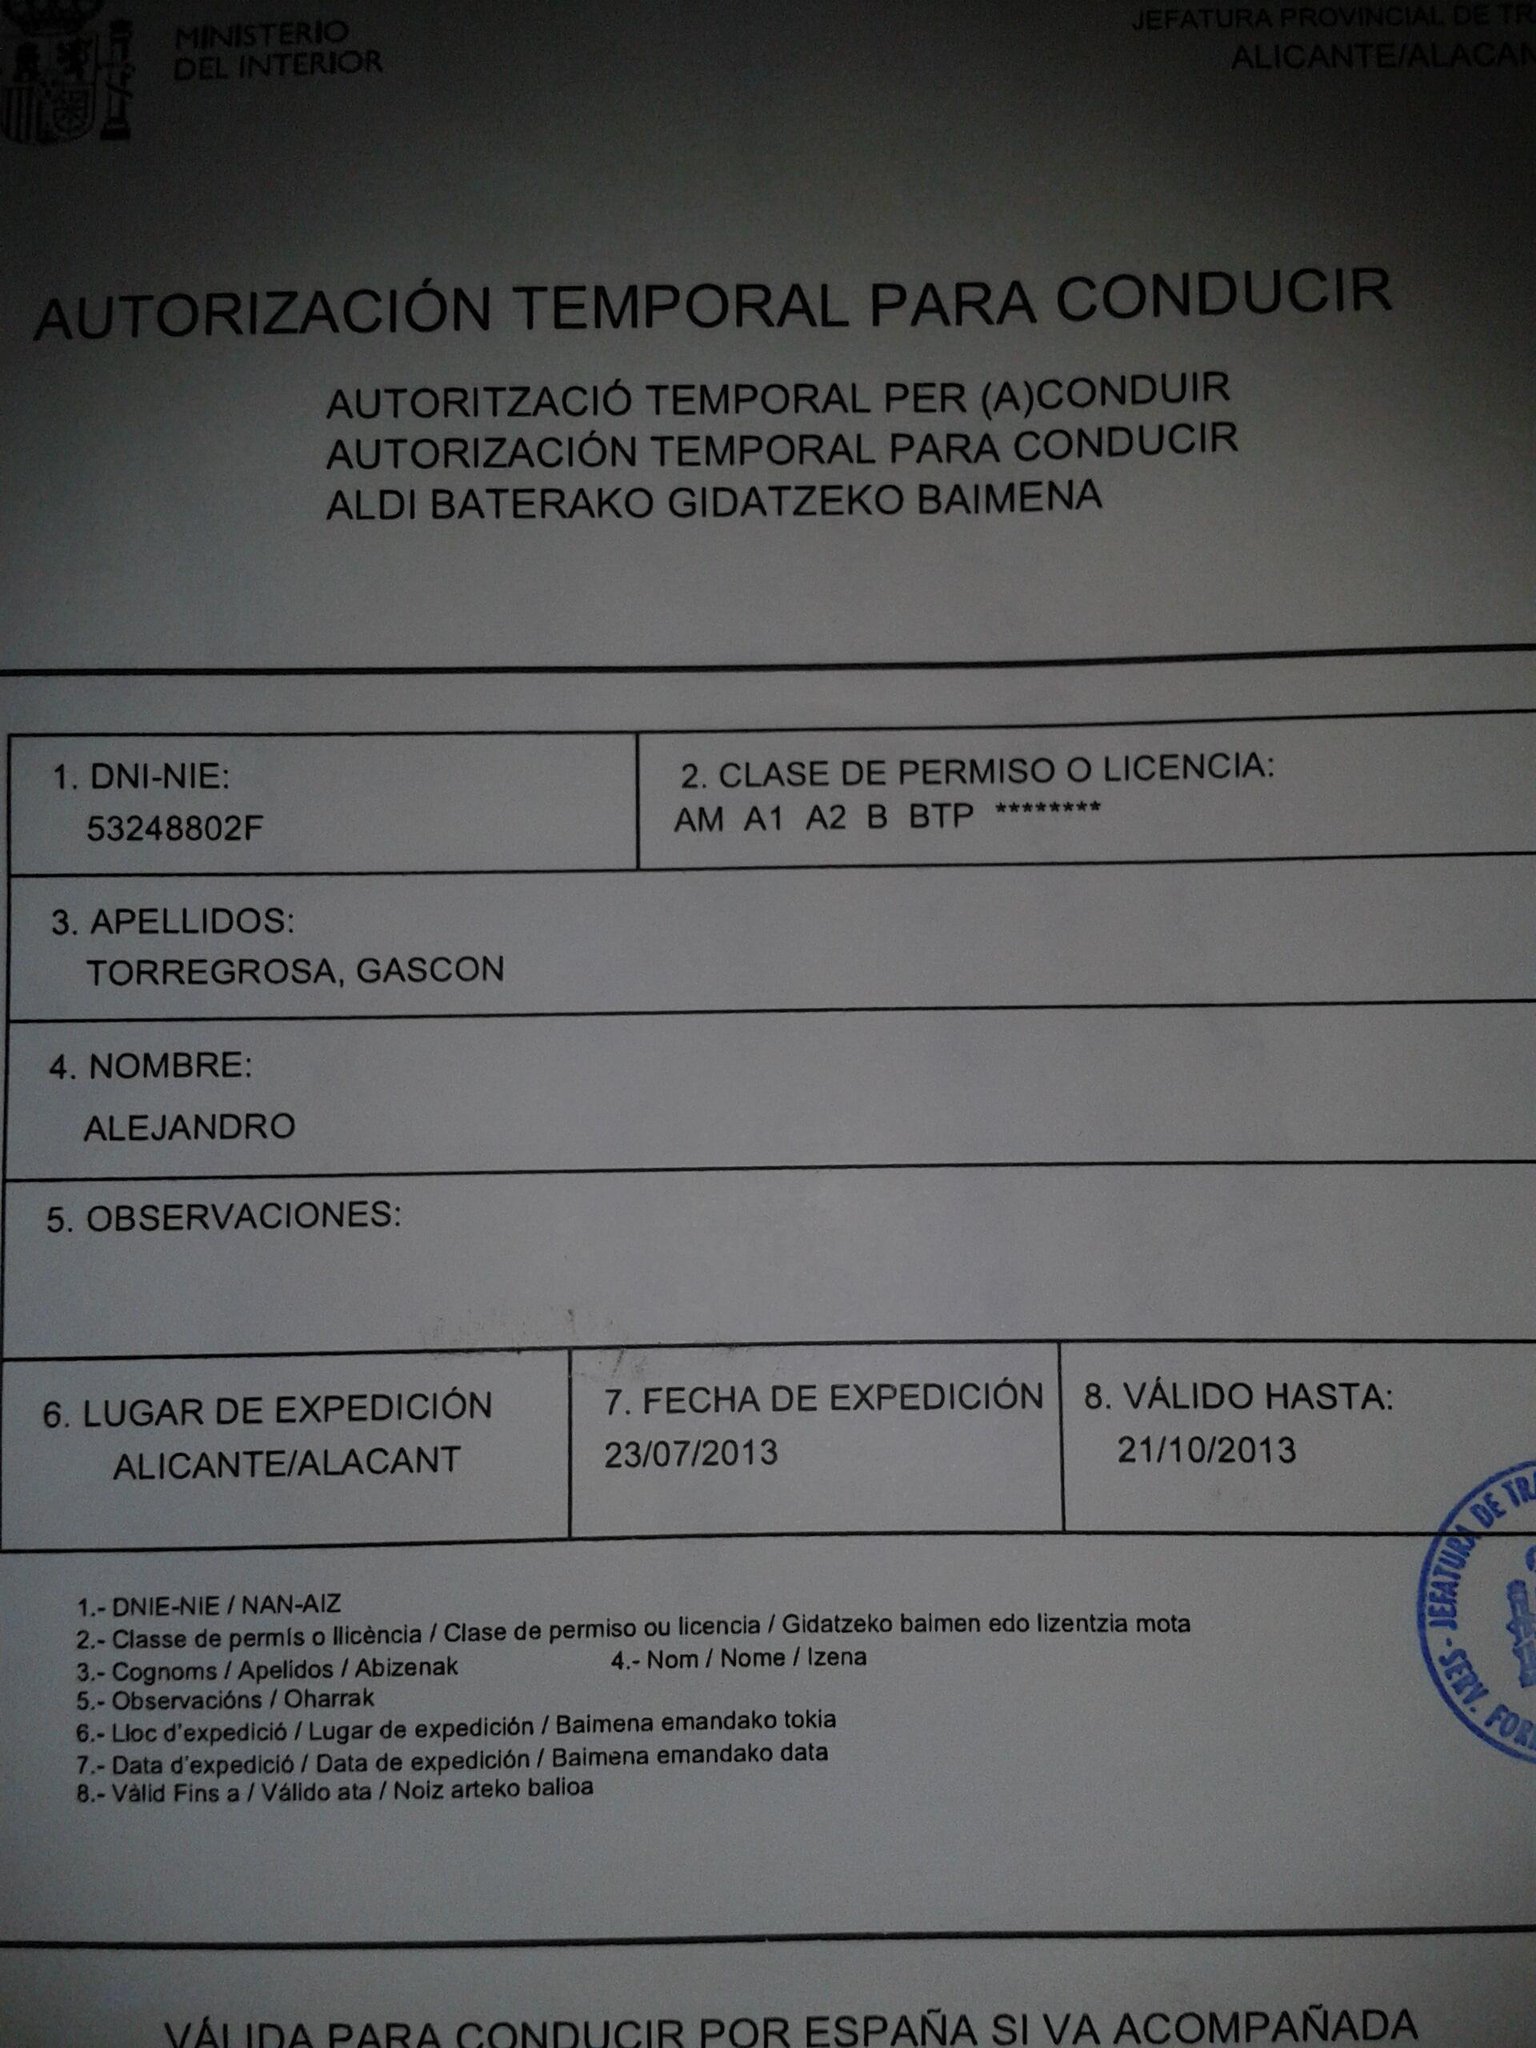 MINISTERIO
DEL INTERIOR
JEFATURA PROVINCIAL DE
ALICANTE/ALACAN
AUTORIZACIÓN TEMPORAL PARA CONDUCIR
AUTORITZACIÓ TEMPORAL PER (A)CONDUIR
AUTORIZACIÓN TEMPORAL PARA CONDUCIR
ALDI BATERAKO GIDATZEKO BAIMENA
1. DNI-NIE:
53248802F
2. CLASE DE PERMISO O LICENCIA:
AM A1 A2 B BTP ********
3. APELLIDOS:
TORREGROSA, GASCON
4. NOMBRE:
ALEJANDRO
5. OBSERVACIONES:
6. LUGAR DE EXPEDICIÓN
ALICANTE/ALACANT
7. FECHA DE EXPEDICIÓN
23/07/2013
8. VÁLIDO HASTA:
21/10/2013
JEFATURA DE
SERV.
1.- DNIE-NIE / NAN-AIZ
2.- Classe de permís o llicència / Clase de permiso ou licencia / Gidatzeko baimen edo lizentzia mota
3.- Cognoms / Apelidos / Abizenak 4.- Nom / Nome / Izena
5.- Observacións / Oharrak
6.- Lloc d'expedició / Lugar de expedición / Baimena emandako tokia
7.- Data d'expedició / Data de expedición / Baimena emandako data
8.- Vàlid Fins a / Válido ata / Noiz arteko balioa
VÁLIDA PARA CONDUCIR POR ESPAÑA SI VA ACOMPAÑADA